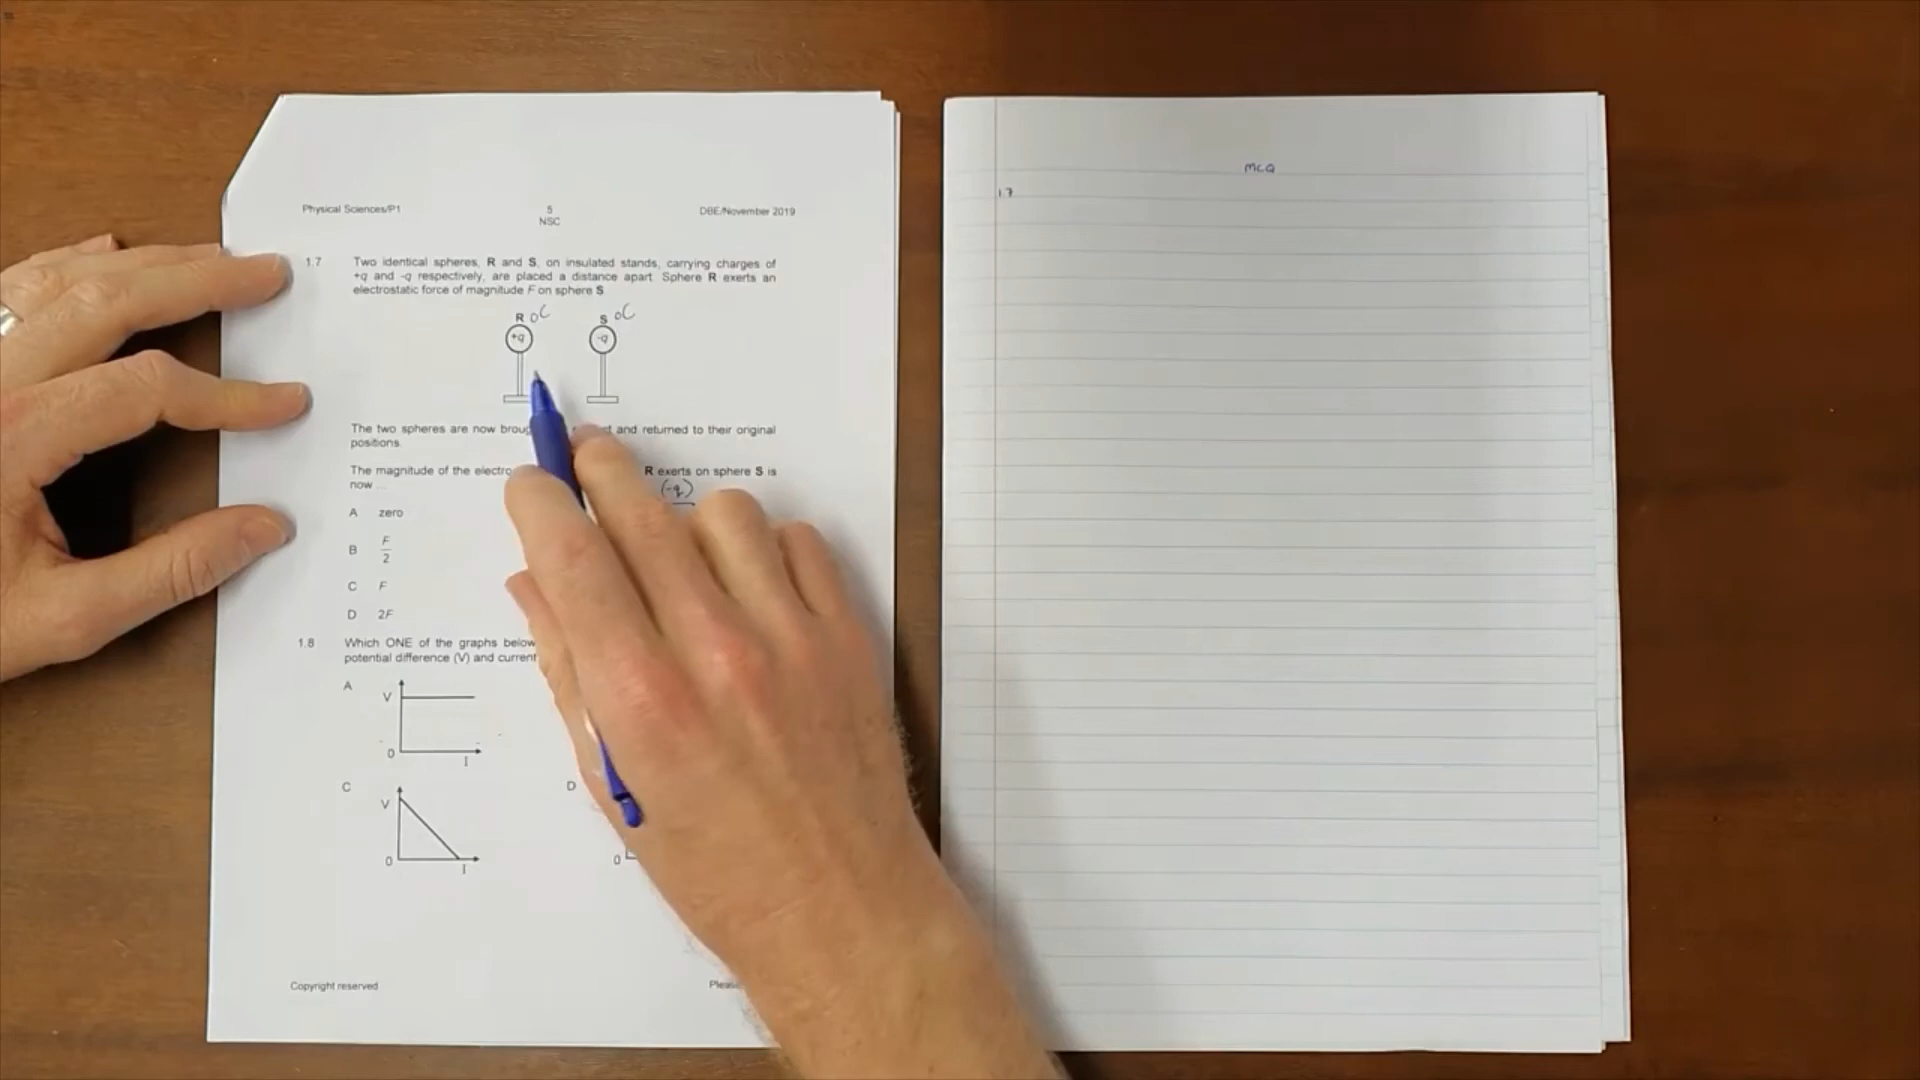 Physical Sciences/P1 5 DBE/November 2019
NSC
1.7 Two identical spheres, R and S, on insulated stands, carrying charges of
+q and -q respectively, are placed a distance apart. Sphere R exerts an
electrostatic force of magnitude F on sphere S
R 0C S 0C
+q -q
The two spheres are now and returned to their original
positions.
The magnitude of the R exerts on sphere S is
now ... (-q)
A zero
B F
2
C F
D 2F
1.8 Which ONE of the graphs below
potential difference (V) and current
A V
0 I
C D
V
0 I 0
Copyright reserved
MCQ
1.7